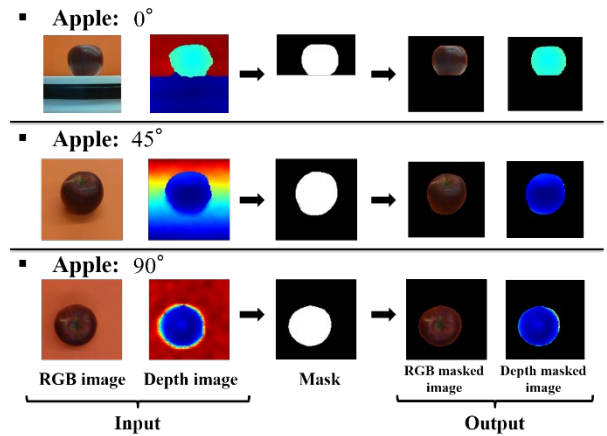 ▪ Apple: 0°
▪ Apple: 45°
▪ Apple: 90°
RGB image Depth image Mask RGB masked image Depth masked image
Input Output